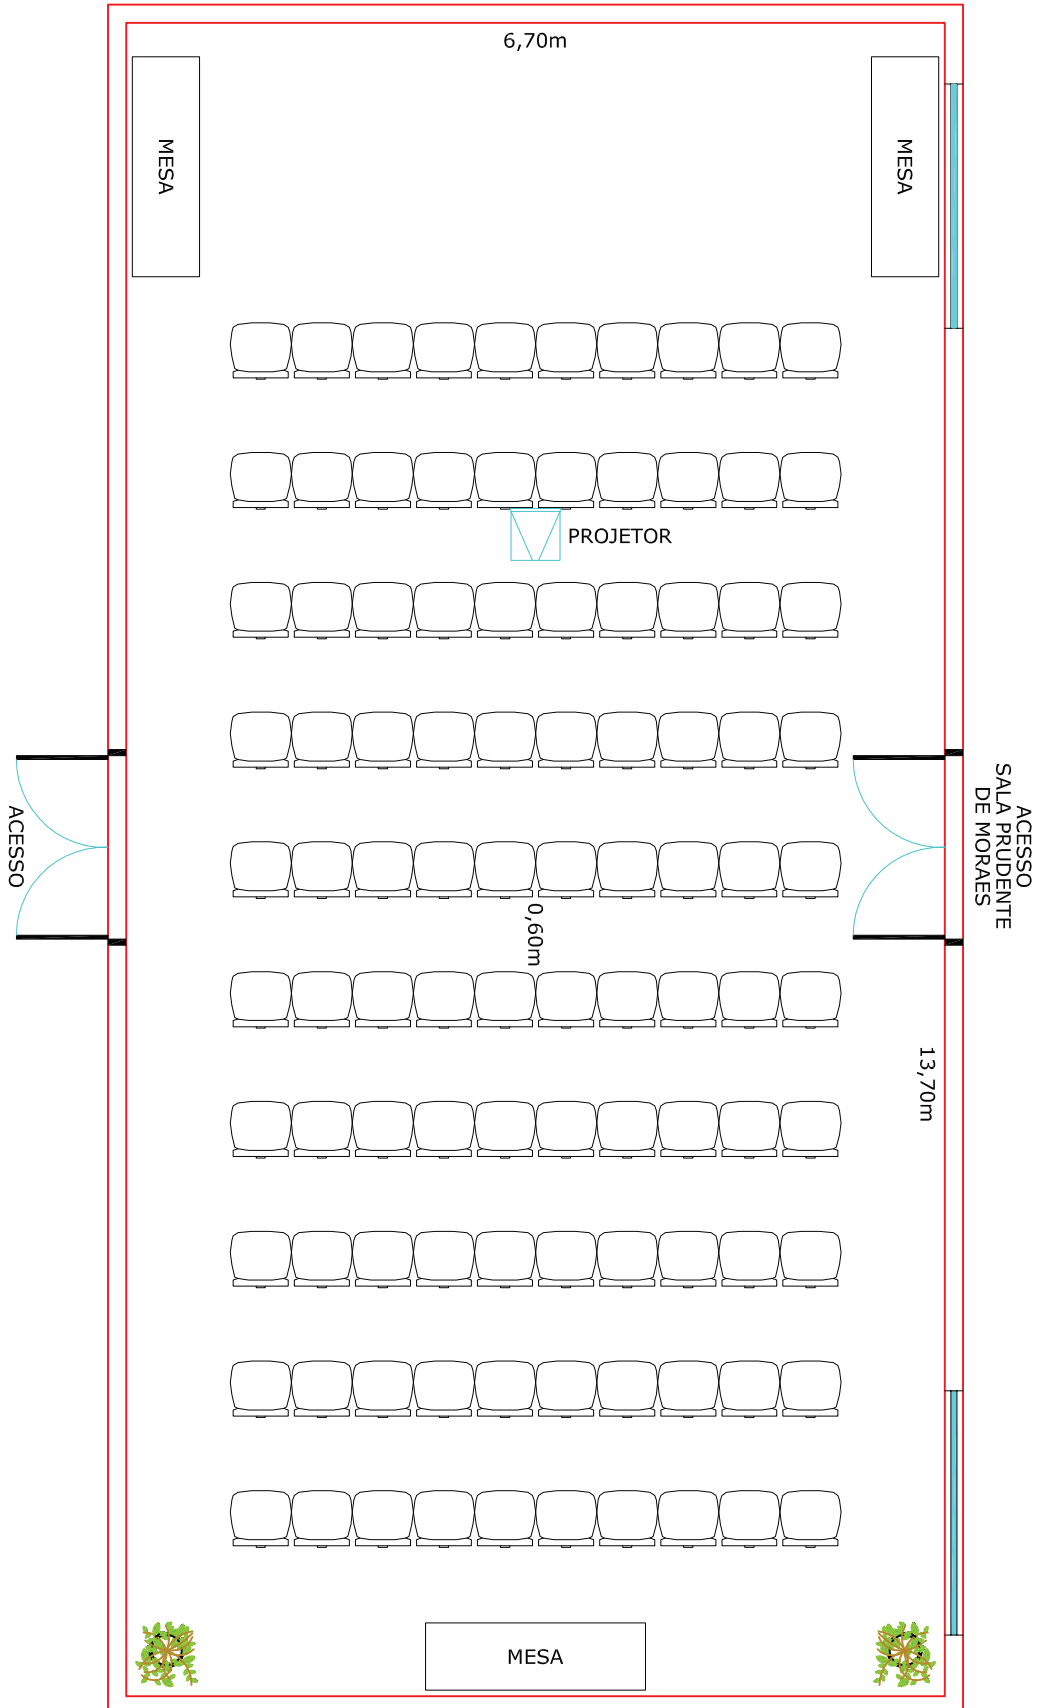 6,70m
MESA
MESA
PROJETOR
ACESSO
ACESSO
SALA PRUDENTE
DE MORAES
0,60m
13,70m
MESA